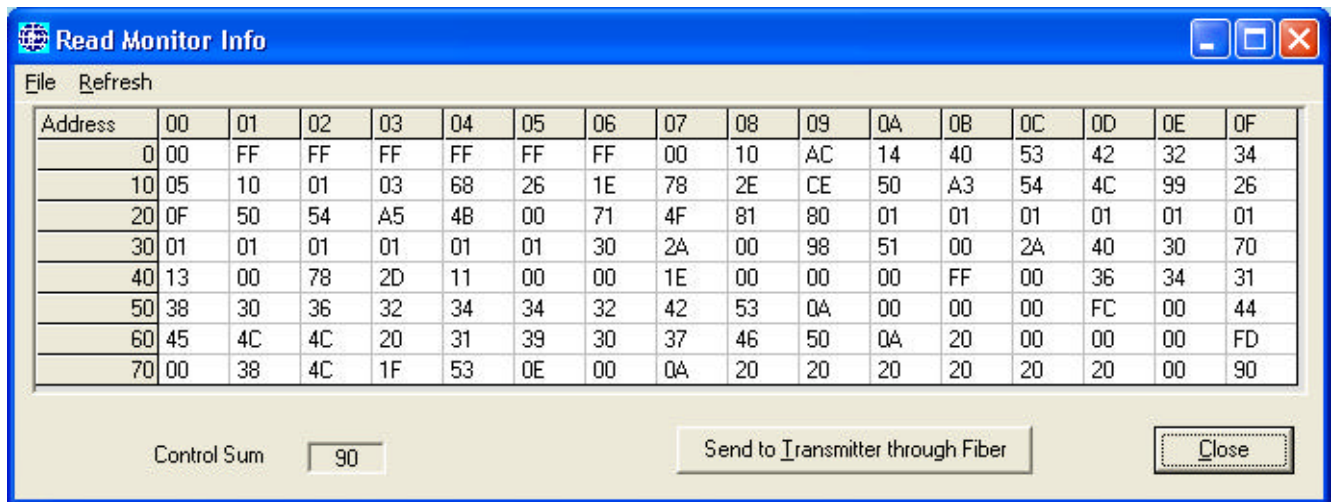 Read Monitor Info
File Refresh
Address 00 01 02 03 04 05 06 07 08 09 0A 0B 0C 0D 0E 0F
0 00 FF FF FF FF FF FF 00 10 AC 14 40 53 42 32 34
10 05 10 01 03 68 26 1E 78 2E CE 50 A3 54 4C 99 26
20 0F 50 54 A5 4B 00 71 4F 81 80 01 01 01 01 01 01
30 01 01 01 01 01 01 30 2A 00 98 51 00 2A 40 30 70
40 13 00 78 2D 11 00 00 1E 00 00 00 FF 00 36 34 31
50 38 30 36 32 34 34 32 42 53 0A 00 00 00 FC 00 44
60 45 4C 4C 20 31 39 30 37 46 50 0A 20 00 00 00 FD
70 00 38 4C 1F 53 0E 00 0A 20 20 20 20 20 20 00 90
Control Sum 90 Send to Transmitter through Fiber Close